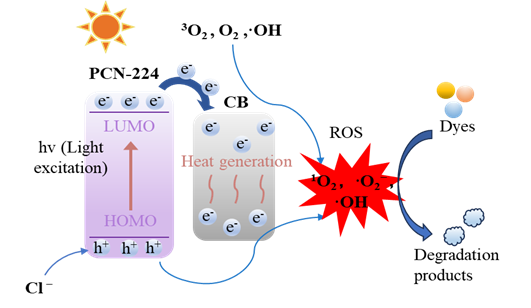 ³O₂ , O₂ ,·OH
e⁻
PCN-224
e⁻
CB
e⁻ e⁻ e⁻
LUMO
e⁻ e⁻
e⁻
hv (Light
excitation)
Heat generation
ROS
Dyes
¹O₂, ·O₂ ,
·OH
HOMO
e⁻ e⁻
e⁻
h⁺ h⁺ h⁺
Cl⁻
Degradation
products